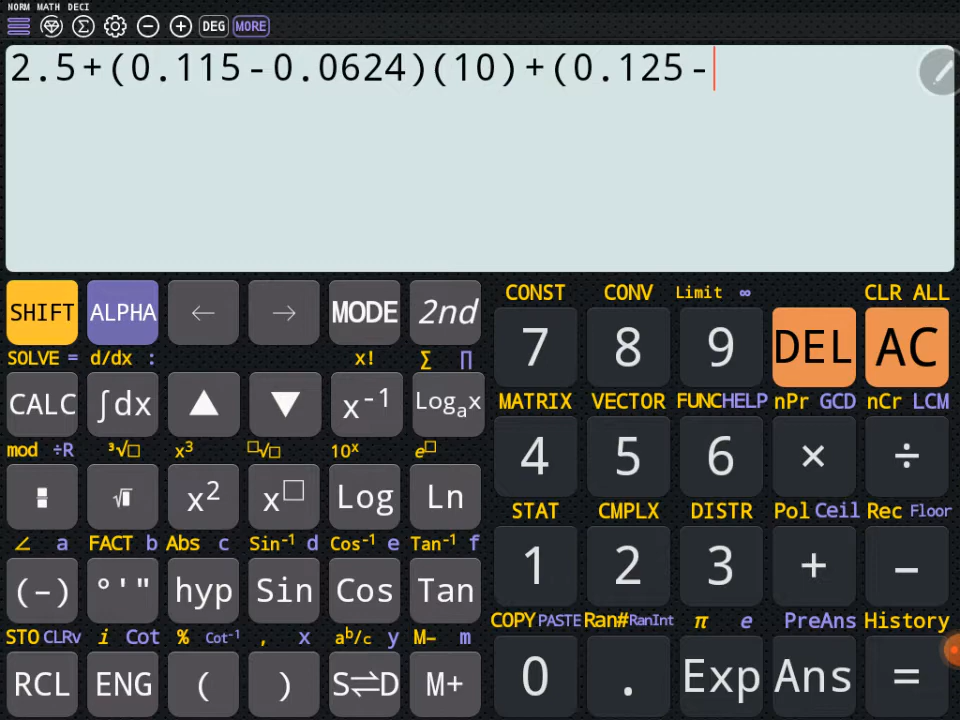 NORM MATH DECI
DEG MORE
2.5+(0.115-0.0624)(10)+(0.125-
SHIFT ALPHA ← → MODE 2nd
CONST CONV Limit ∞ CLR ALL
7 8 9 DEL AC
SOLVE = d/dx : x! ∑ ∏
CALC ∫dx ▲ ▼ x⁻¹ Logₐx
MATRIX VECTOR FUNC HELP nPr GCD nCr LCM
4 5 6 × ÷
mod ÷R ³√□ x³ □√□ 10ˣ e□
√ x² x□ Log Ln
STAT CMPLX DISTR Pol Ceil Rec Floor
1 2 3 + −
∠ a FACT b Abs c Sin⁻¹ d Cos⁻¹ e Tan⁻¹ f
(−) °'" hyp Sin Cos Tan
COPY PASTE Ran# RanInt π e PreAns History
0 . Exp Ans =
STO CLRv i Cot % Cot⁻¹ , x aᵇ/c y M− m
RCL ENG ( ) S⇌D M+